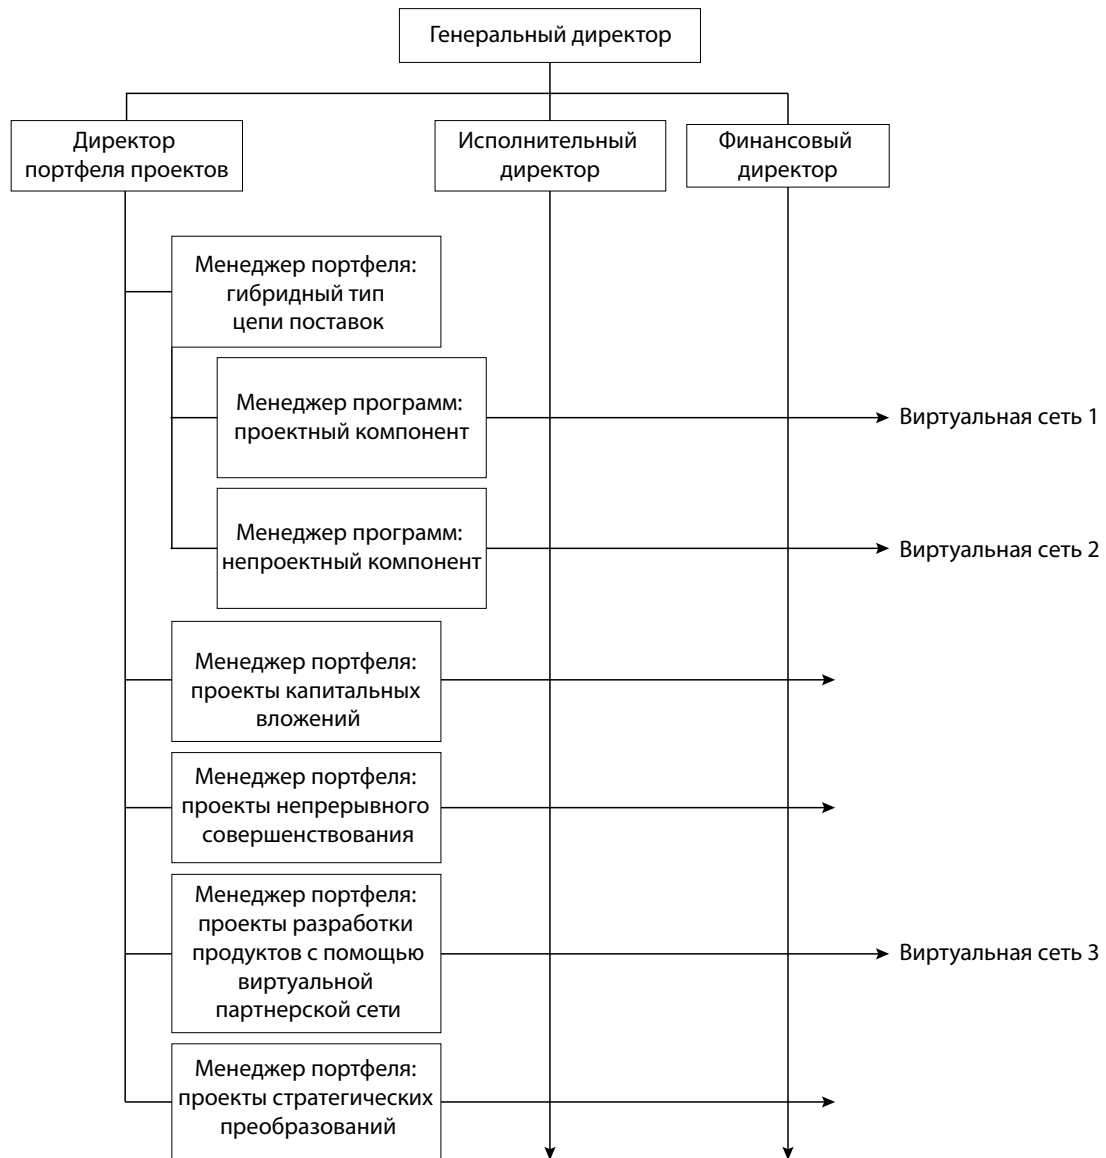 Генеральный директор
Директор
портфеля проектов
Исполнительный
директор
Финансовый
директор
Менеджер портфеля:
гибридный тип
цепи поставок
Менеджер программ:
проектный компонент
Виртуальная сеть 1
Менеджер программ:
непроектный компонент
Виртуальная сеть 2
Менеджер портфеля:
проекты капитальных
вложений
Менеджер портфеля:
проекты непрерывного
совершенствования
Менеджер портфеля:
проекты разработки
продуктов с помощью
виртуальной
партнерской сети
Виртуальная сеть 3
Менеджер портфеля:
проекты стратегических
преобразований